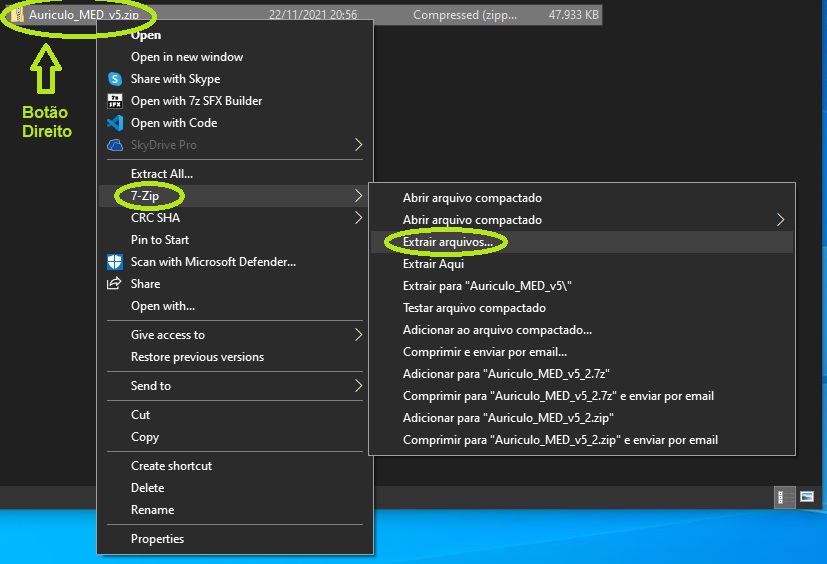 Auriculo_MED_v5.zip 22/11/2021 20:56 Compressed (zipp... 47.933 KB
Botão
Direito
Open
Open in new window
Share with Skype
7z
SFX
Open with 7z SFX Builder
Open with Code
SkyDrive Pro
Extract All...
7-Zip
CRC SHA
Pin to Start
Scan with Microsoft Defender...
Share
Open with...
Give access to
Restore previous versions
Send to
Cut
Copy
Create shortcut
Delete
Rename
Properties
Abrir arquivo compactado
Abrir arquivo compactado
Extrair arquivos...
Extrair Aqui
Extrair para "Auriculo_MED_v5\"
Testar arquivo compactado
Adicionar ao arquivo compactado...
Comprimir e enviar por email...
Adicionar para "Auriculo_MED_v5_2.7z"
Comprimir para "Auriculo_MED_v5_2.7z" e enviar por email
Adicionar para "Auriculo_MED_v5_2.zip"
Comprimir para "Auriculo_MED_v5_2.zip" e enviar por email